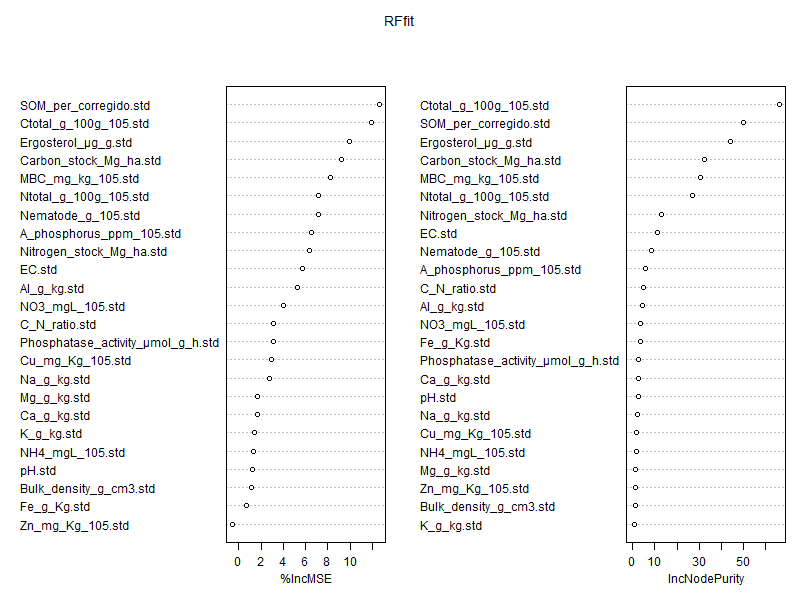 RFfit
SOM_per_corregido.std
Ctotal_g_100g_105.std
Ergosterol_µg_g.std
Carbon_stock_Mg_ha.std
MBC_mg_kg_105.std
Ntotal_g_100g_105.std
Nematode_g_105.std
A_phosphorus_ppm_105.std
Nitrogen_stock_Mg_ha.std
EC.std
Al_g_kg.std
NO3_mgL_105.std
C_N_ratio.std
Phosphatase_activity_µmol_g_h.std
Cu_mg_Kg_105.std
Na_g_kg.std
Mg_g_kg.std
Ca_g_kg.std
K_g_kg.std
NH4_mgL_105.std
pH.std
Bulk_density_g_cm3.std
Fe_g_Kg.std
Zn_mg_Kg_105.std
0 2 4 6 8 10
%IncMSE
Ctotal_g_100g_105.std
SOM_per_corregido.std
Ergosterol_µg_g.std
Carbon_stock_Mg_ha.std
MBC_mg_kg_105.std
Ntotal_g_100g_105.std
Nitrogen_stock_Mg_ha.std
EC.std
Nematode_g_105.std
A_phosphorus_ppm_105.std
C_N_ratio.std
Al_g_kg.std
NO3_mgL_105.std
Fe_g_Kg.std
Phosphatase_activity_µmol_g_h.std
Ca_g_kg.std
pH.std
Na_g_kg.std
Cu_mg_Kg_105.std
NH4_mgL_105.std
Mg_g_kg.std
Zn_mg_Kg_105.std
Bulk_density_g_cm3.std
K_g_kg.std
0 10 30 50
IncNodePurity